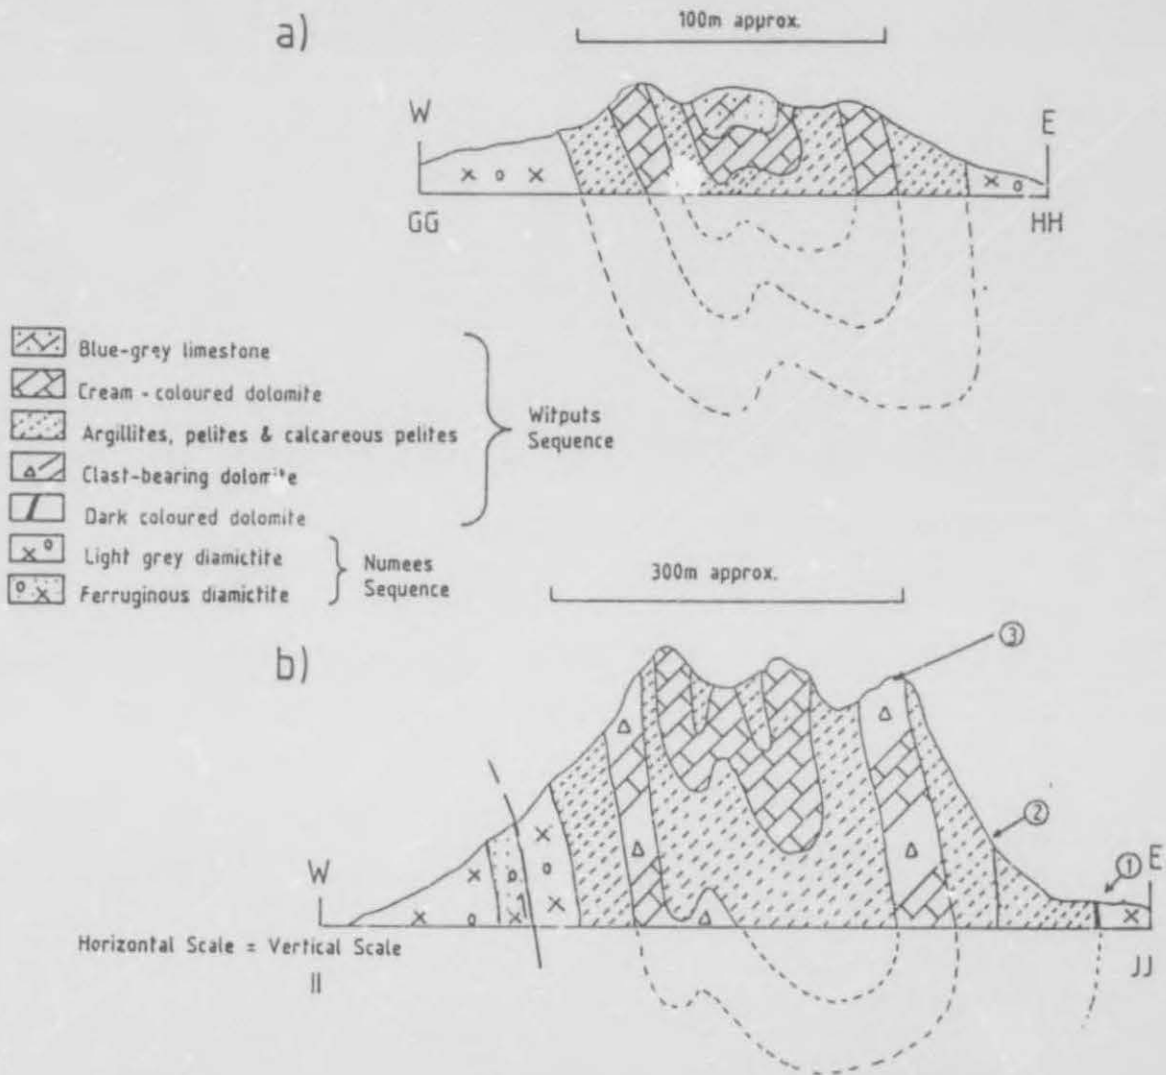 a)
100m approx.
W
E
GG
HH
Blue-grey limestone
Cream - coloured dolomite
Argillites, pelites & calcareous pelites
Clast-bearing dolomite
Dark coloured dolomite
Witputs
Sequence
Light grey diamictite
Ferruginous diamictite
Numees
Sequence
300m approx.
b)
③
②
①
W
E
Horizontal Scale = Vertical Scale
II
JJ